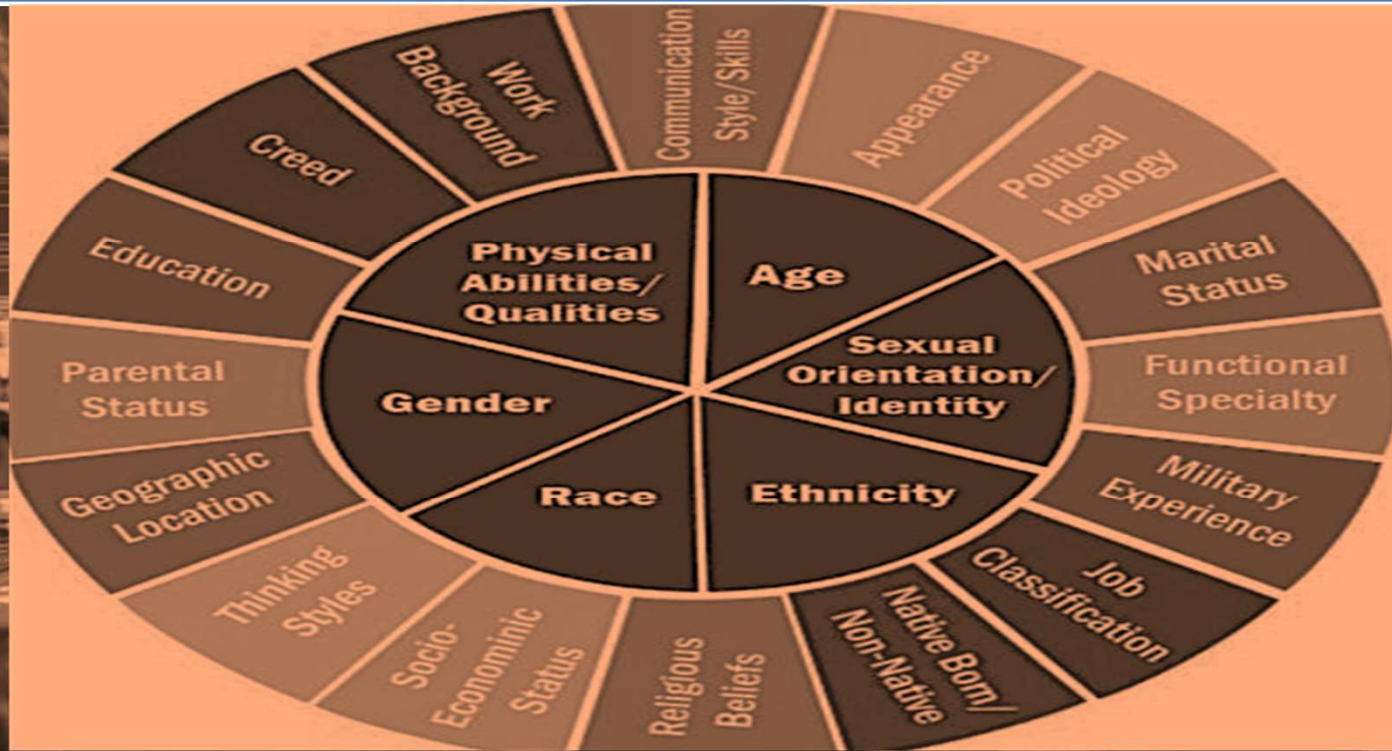 Communication
Style/Skills
Appearance
Political
Ideology
Marital
Status
Functional
Specialty
Military
Experience
Job
Classification
Native Born/
Non-Native
Religious
Beliefs
Socio-
Econominic
Status
Thinking
Styles
Geographic
Location
Parental
Status
Education
Creed
Work
Background
Physical
Abilities/
Qualities
Age
Sexual
Orientation/
Identity
Ethnicity
Race
Gender